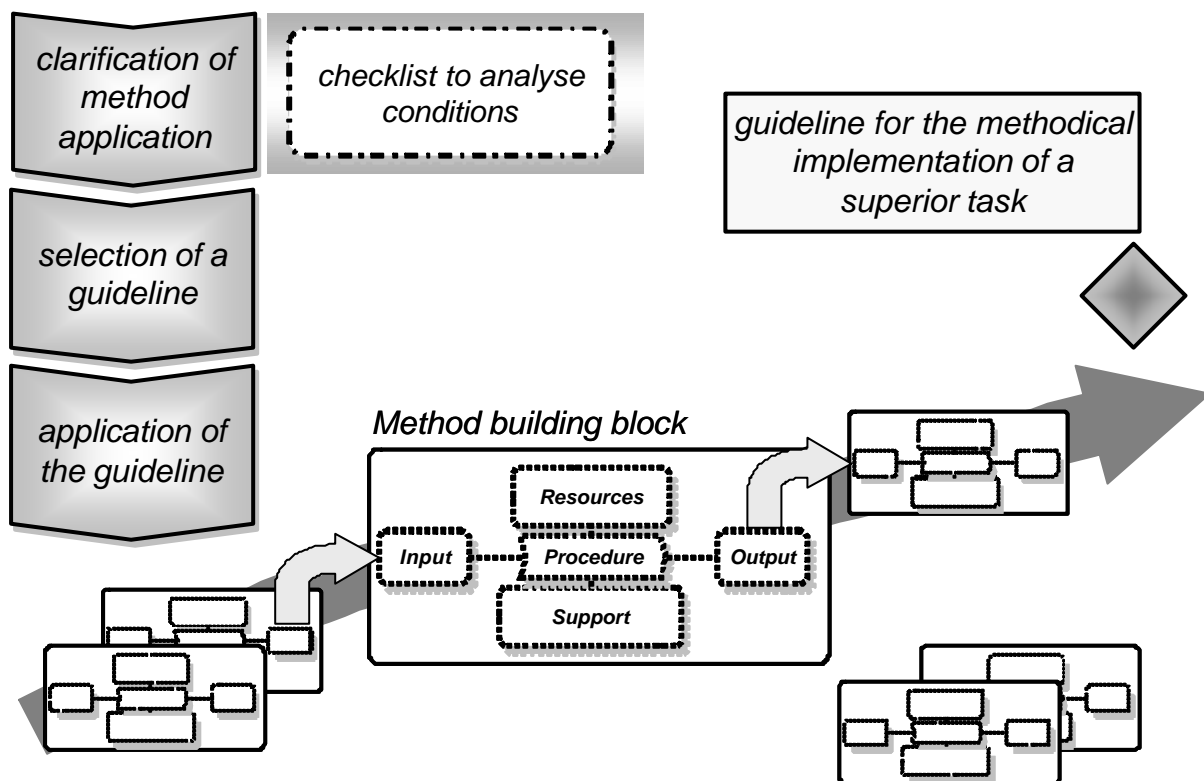 clarification of
method
application
checklist to analyse
conditions
guideline for the methodical
implementation of a
superior task
selection of a
guideline
application of
the guideline
Method building block
Resources
Input
Procedure
Output
Support